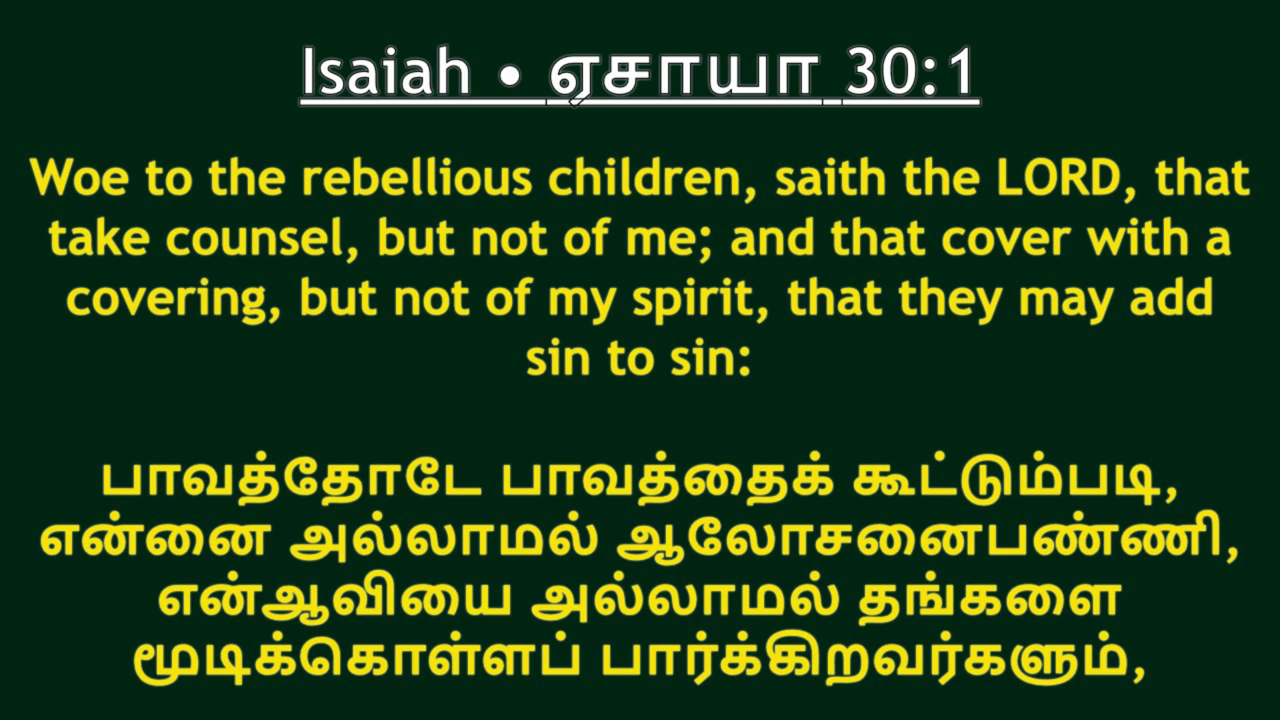 Isaiah • ஏசாயா 30:1
Woe to the rebellious children, saith the LORD, that
take counsel, but not of me; and that cover with a
covering, but not of my spirit, that they may add
sin to sin:
பாவத்தோடே பாவத்தைக் கூட்டும்படி,
என்னை அல்லாமல் ஆலோசனைபண்ணி,
என்ஆவியை அல்லாமல் தங்களை
மூடிக்கொள்ளப் பார்க்கிறவர்களும்,